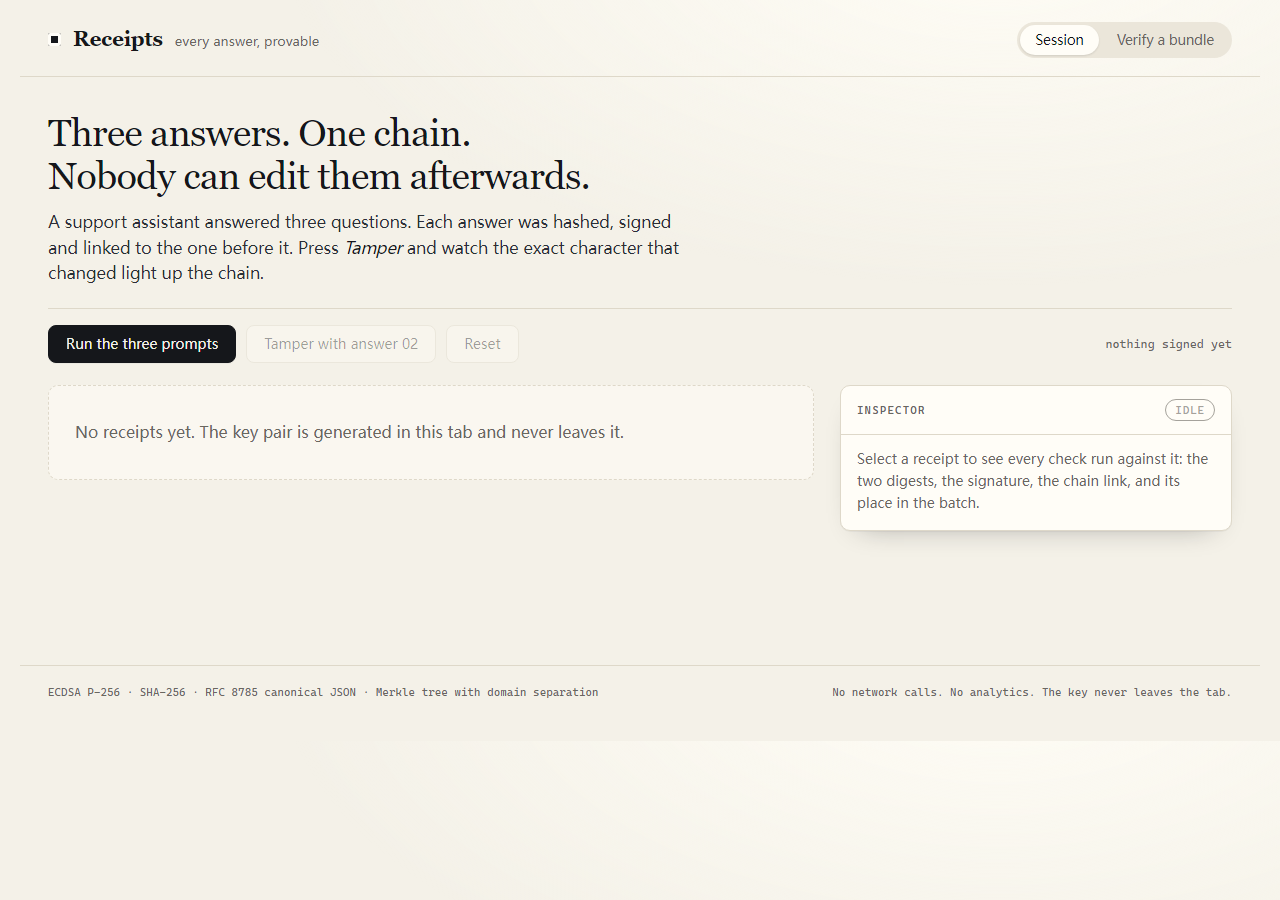 Receipts every answer, provable
Session Verify a bundle
Three answers. One chain.
Nobody can edit them afterwards.
A support assistant answered three questions. Each answer was hashed, signed
and linked to the one before it. Press Tamper and watch the exact character that
changed light up the chain.
Run the three prompts Tamper with answer 02 Reset nothing signed yet
No receipts yet. The key pair is generated in this tab and never leaves it.
INSPECTOR IDLE
Select a receipt to see every check run against it: the
two digests, the signature, the chain link, and its
place in the batch.
ECDSA P-256 · SHA-256 · RFC 8785 canonical JSON · Merkle tree with domain separation
No network calls. No analytics. The key never leaves the tab.